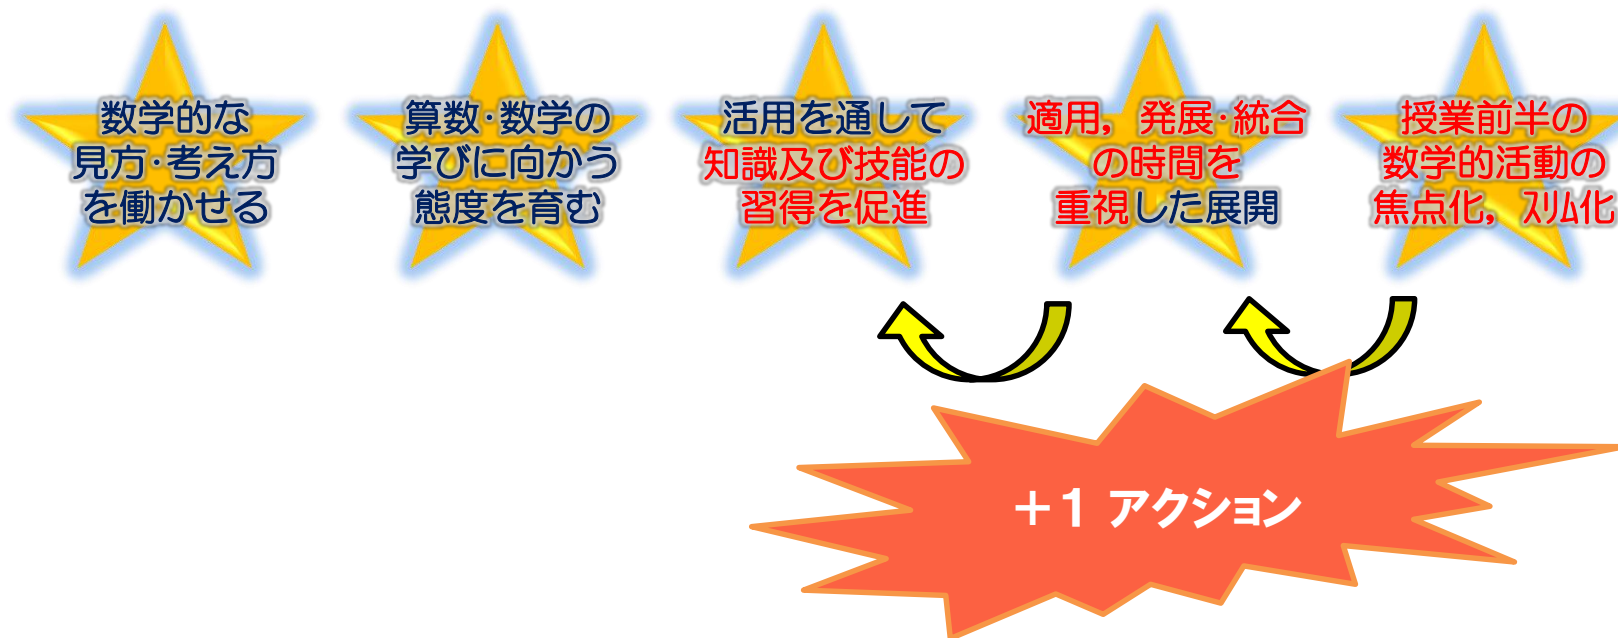 数学的な
見方・考え方
を働かせる
算数・数学の
学びに向かう
態度を育む
活用を通して
知識及び技能の
習得を促進
適用，発展・統合
の時間を
重視した展開
授業前半の
数学的活動の
焦点化，ｽﾘﾑ化
＋１ アクション